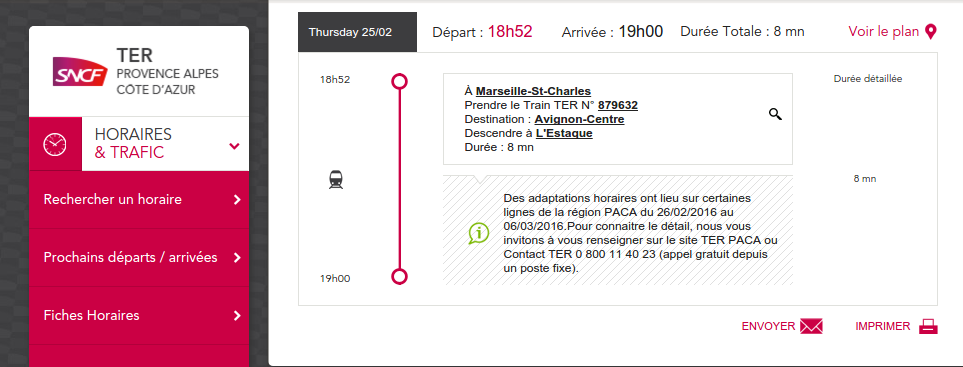 SNCF
TER
PROVENCE ALPES
CÔTE D'AZUR
HORAIRES
& TRAFIC
Rechercher un horaire
Prochains départs / arrivées
Fiches Horaires
Thursday 25/02
Départ : 18h52
Arrivée : 19h00
Durée Totale : 8 mn
Voir le plan
18h52
À Marseille-St-Charles
Prendre le Train TER N° 879632
Destination : Avignon-Centre
Descendre à L'Estaque
Durée : 8 mn
Durée détaillée
8 mn
Des adaptations horaires ont lieu sur certaines
lignes de la région PACA du 26/02/2016 au
06/03/2016.Pour connaitre le détail, nous vous
invitons à vous renseigner sur le site TER PACA ou
Contact TER 0 800 11 40 23 (appel gratuit depuis
un poste fixe).
19h00
ENVOYER
IMPRIMER